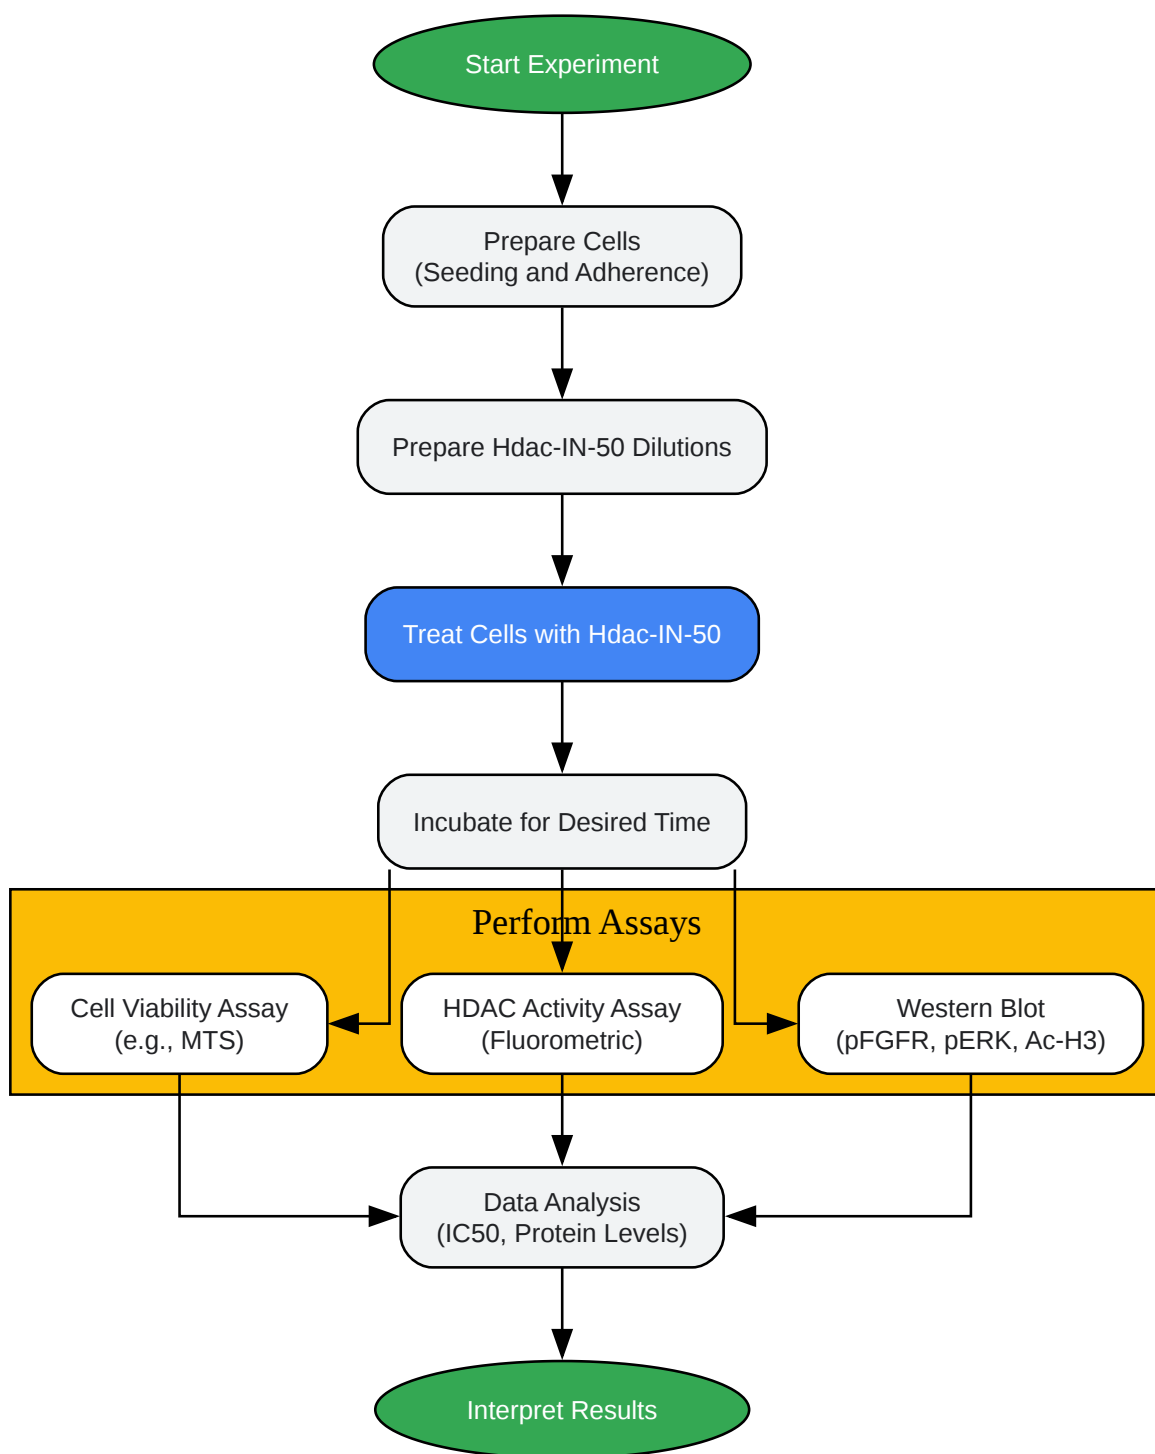 Start Experiment
Prepare Cells
(Seeding and Adherence)
Prepare Hdac-IN-50 Dilutions
Treat Cells with Hdac-IN-50
Incubate for Desired Time
Perform Assays
Cell Viability Assay
(e.g., MTS)
HDAC Activity Assay
(Fluorometric)
Western Blot
(pFGFR, pERK, Ac-H3)
Data Analysis
(IC50, Protein Levels)
Interpret Results